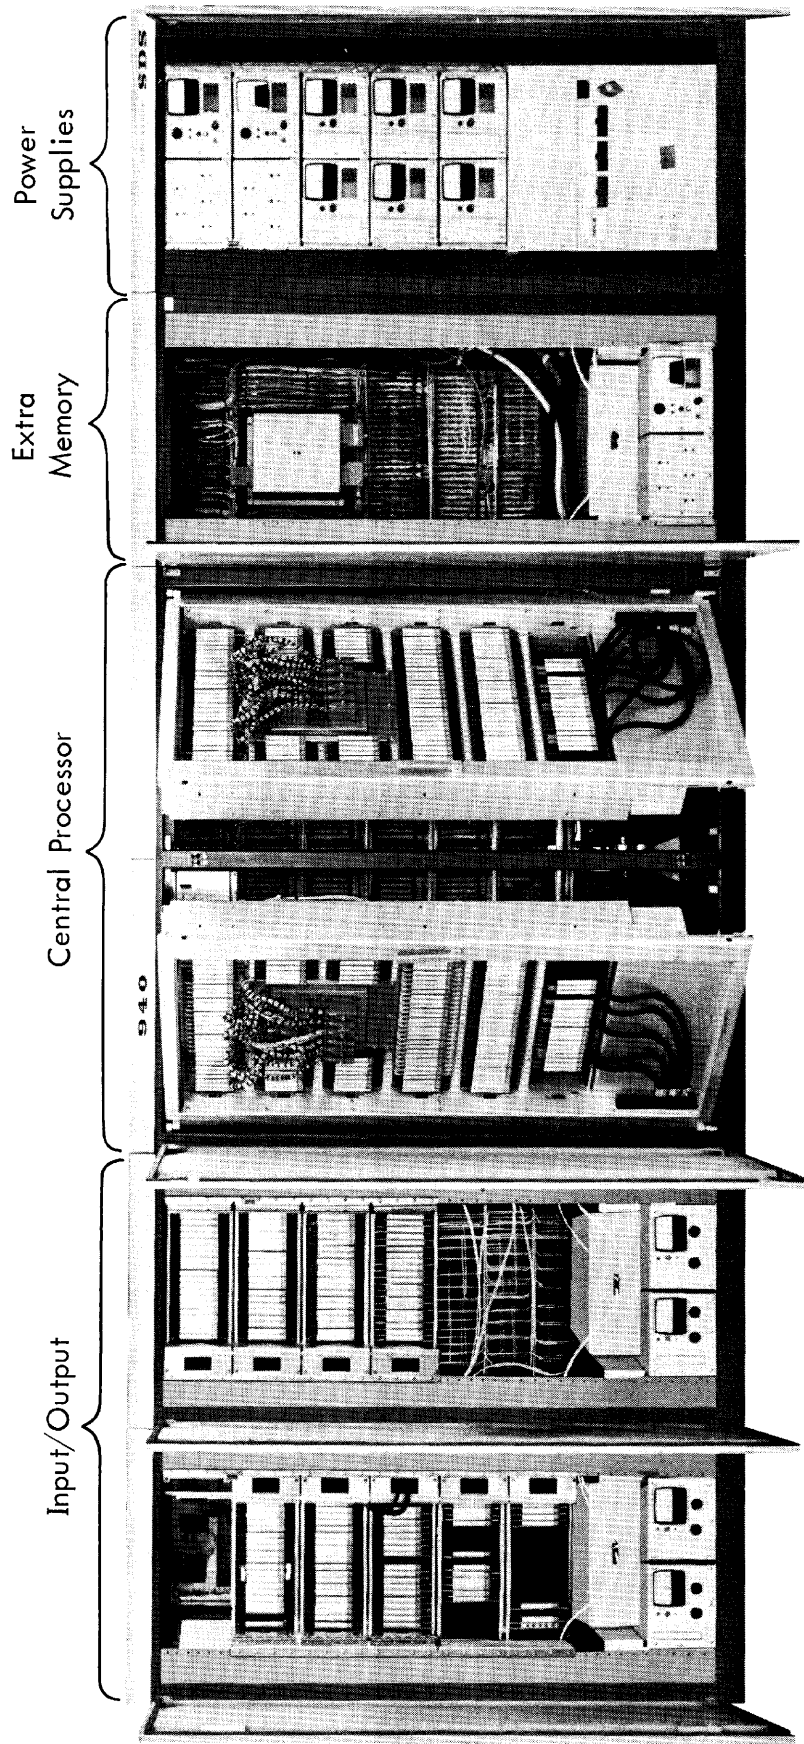 Input/Output
Central Processor
Extra
Memory
Power
Supplies
940
SDS